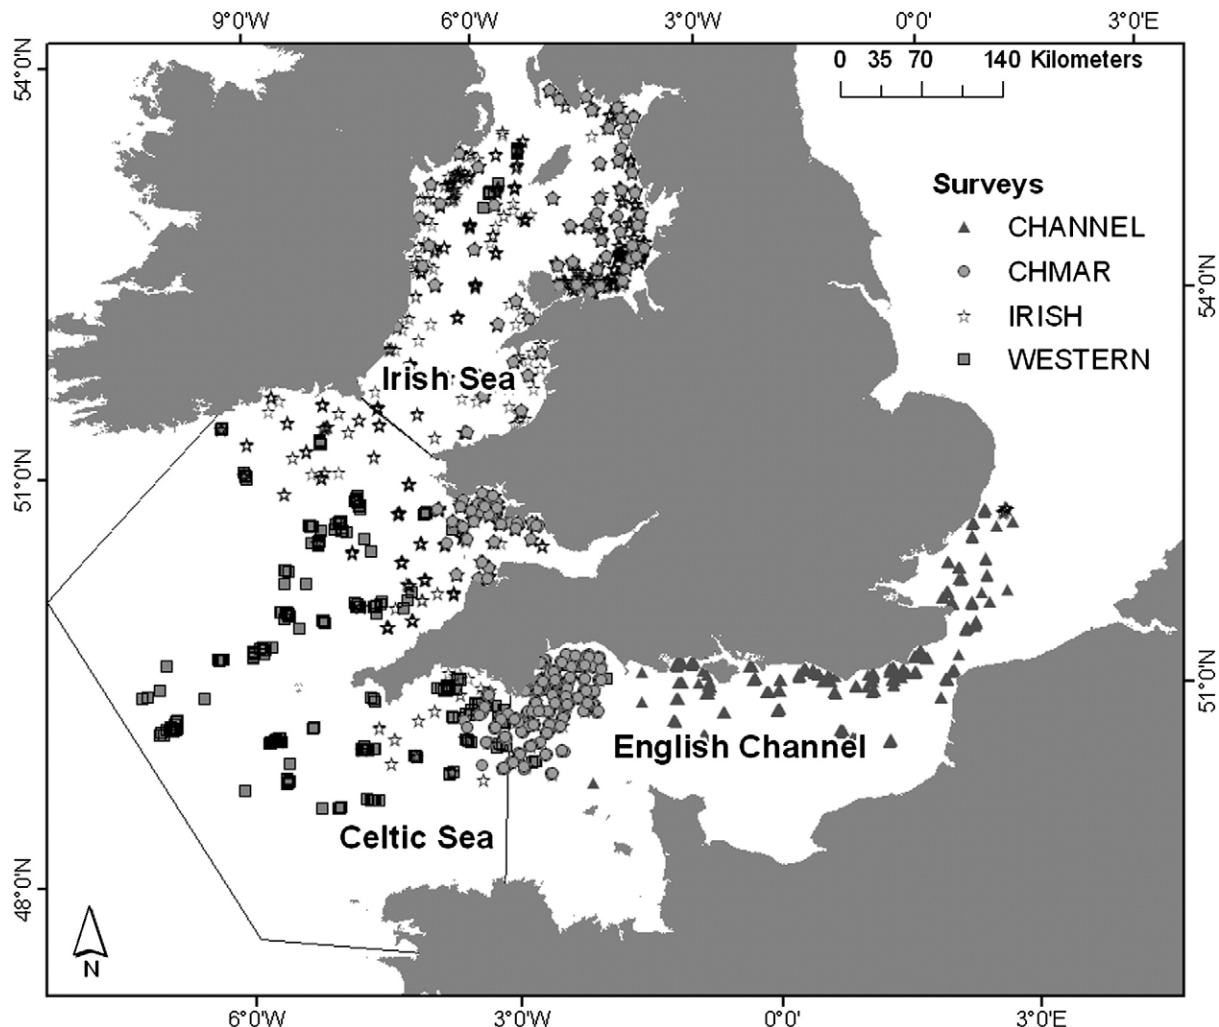 9°0'W 6°0'W 3°0'W 0°0' 3°0'E
54°0'N
0 35 70 140 Kilometers
Surveys
CHANNEL
CHMAR
IRISH
WESTERN
54°0'N
Irish Sea
51°0'N
51°0'N
English Channel
Celtic Sea
48°0'N
N
6°0'W 3°0'W 0°0' 3°0'E